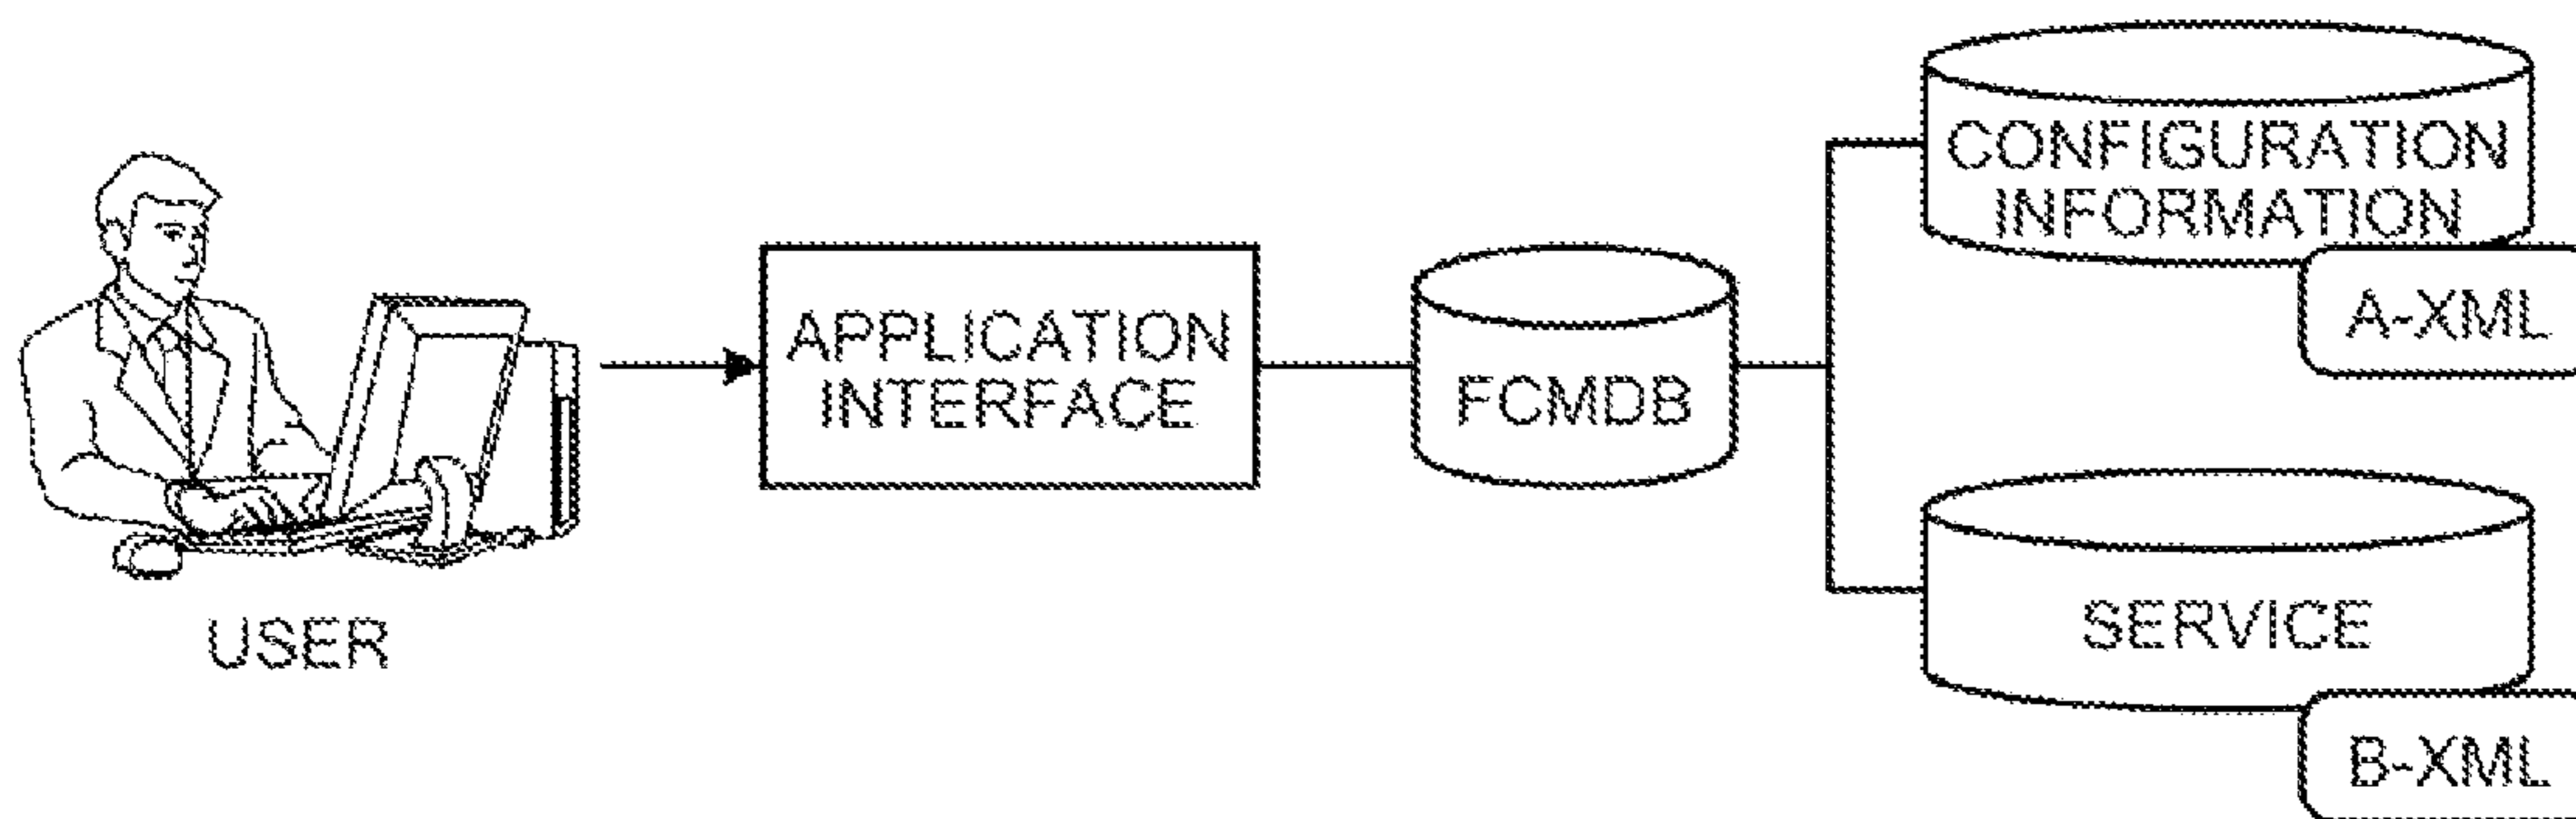 CONFIGURATION
INFORMATION
A-XML
APPLICATION
INTERFACE
FCMDB
USER
SERVICE
B-XML